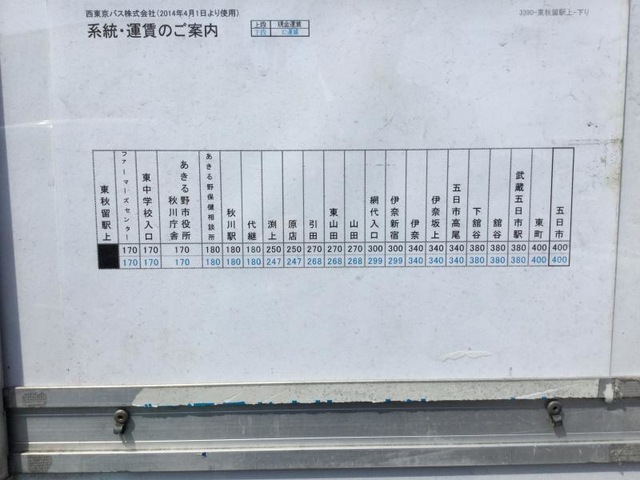 西東京バス株式会社(2014年4月1日より使用)
系統・運賃のご案内
上段 現金運賃
下段 IC運賃
3390-東秋留駅上-下り
東秋留駅上
ファーマーズセンター
東中学校入口
あきる野市役所
秋川庁舎
あきる野保健相談所
秋川駅
代継
渕上
原店
引田
東山田
山田
網代入口
伊奈新宿
伊奈
伊奈坂上
五日市高尾
下舘谷
舘谷
武蔵五日市駅
東町
五日市
170 170 170 180 180 180 250 250 270 270 270 300 300 340 340 340 380 380 380 400 400
170 170 170 180 180 180 247 247 268 268 268 299 299 340 340 340 380 380 380 400 400